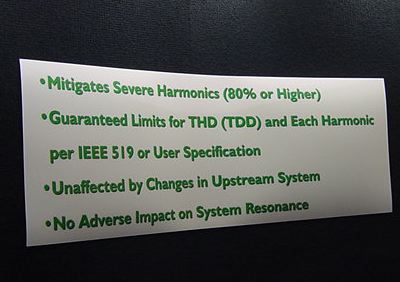 •Mitigates Severe Harmonics (80% or Higher)
•Guaranteed Limits for THD (TDD) and Each Harmonic
per IEEE 519 or User Specification
•Unaffected by Changes in Upstream System
•No Adverse Impact on System Resonance